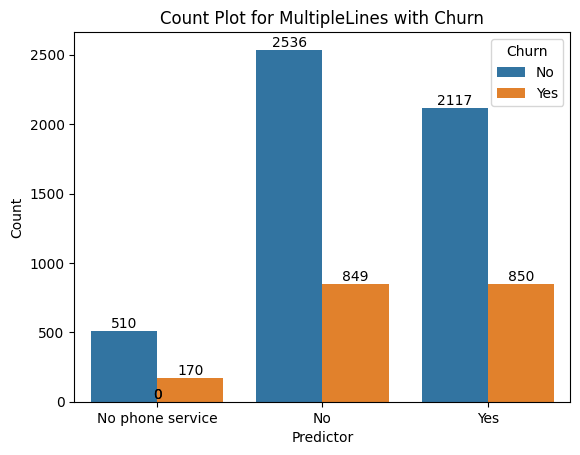 Count Plot for MultipleLines with Churn
Churn
No
Yes
Count
2500
2000
1500
1000
500
0
510
170
0
2536
849
2117
850
No phone service
No
Yes
Predictor